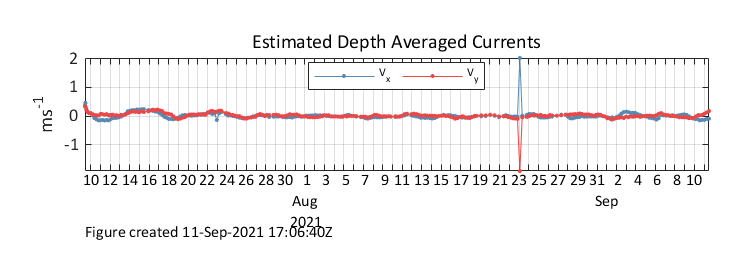 Estimated Depth Averaged Currents
Vx Vy
ms-1
2
1
0
-1
10 12 14 16 18 20 22 24 26 28 30 1 3 5 7 9 11 13 15 17 19 21 23 25 27 29 31 2 4 6 8 10
Aug Sep
2021
Figure created 11-Sep-2021 17:06:40Z